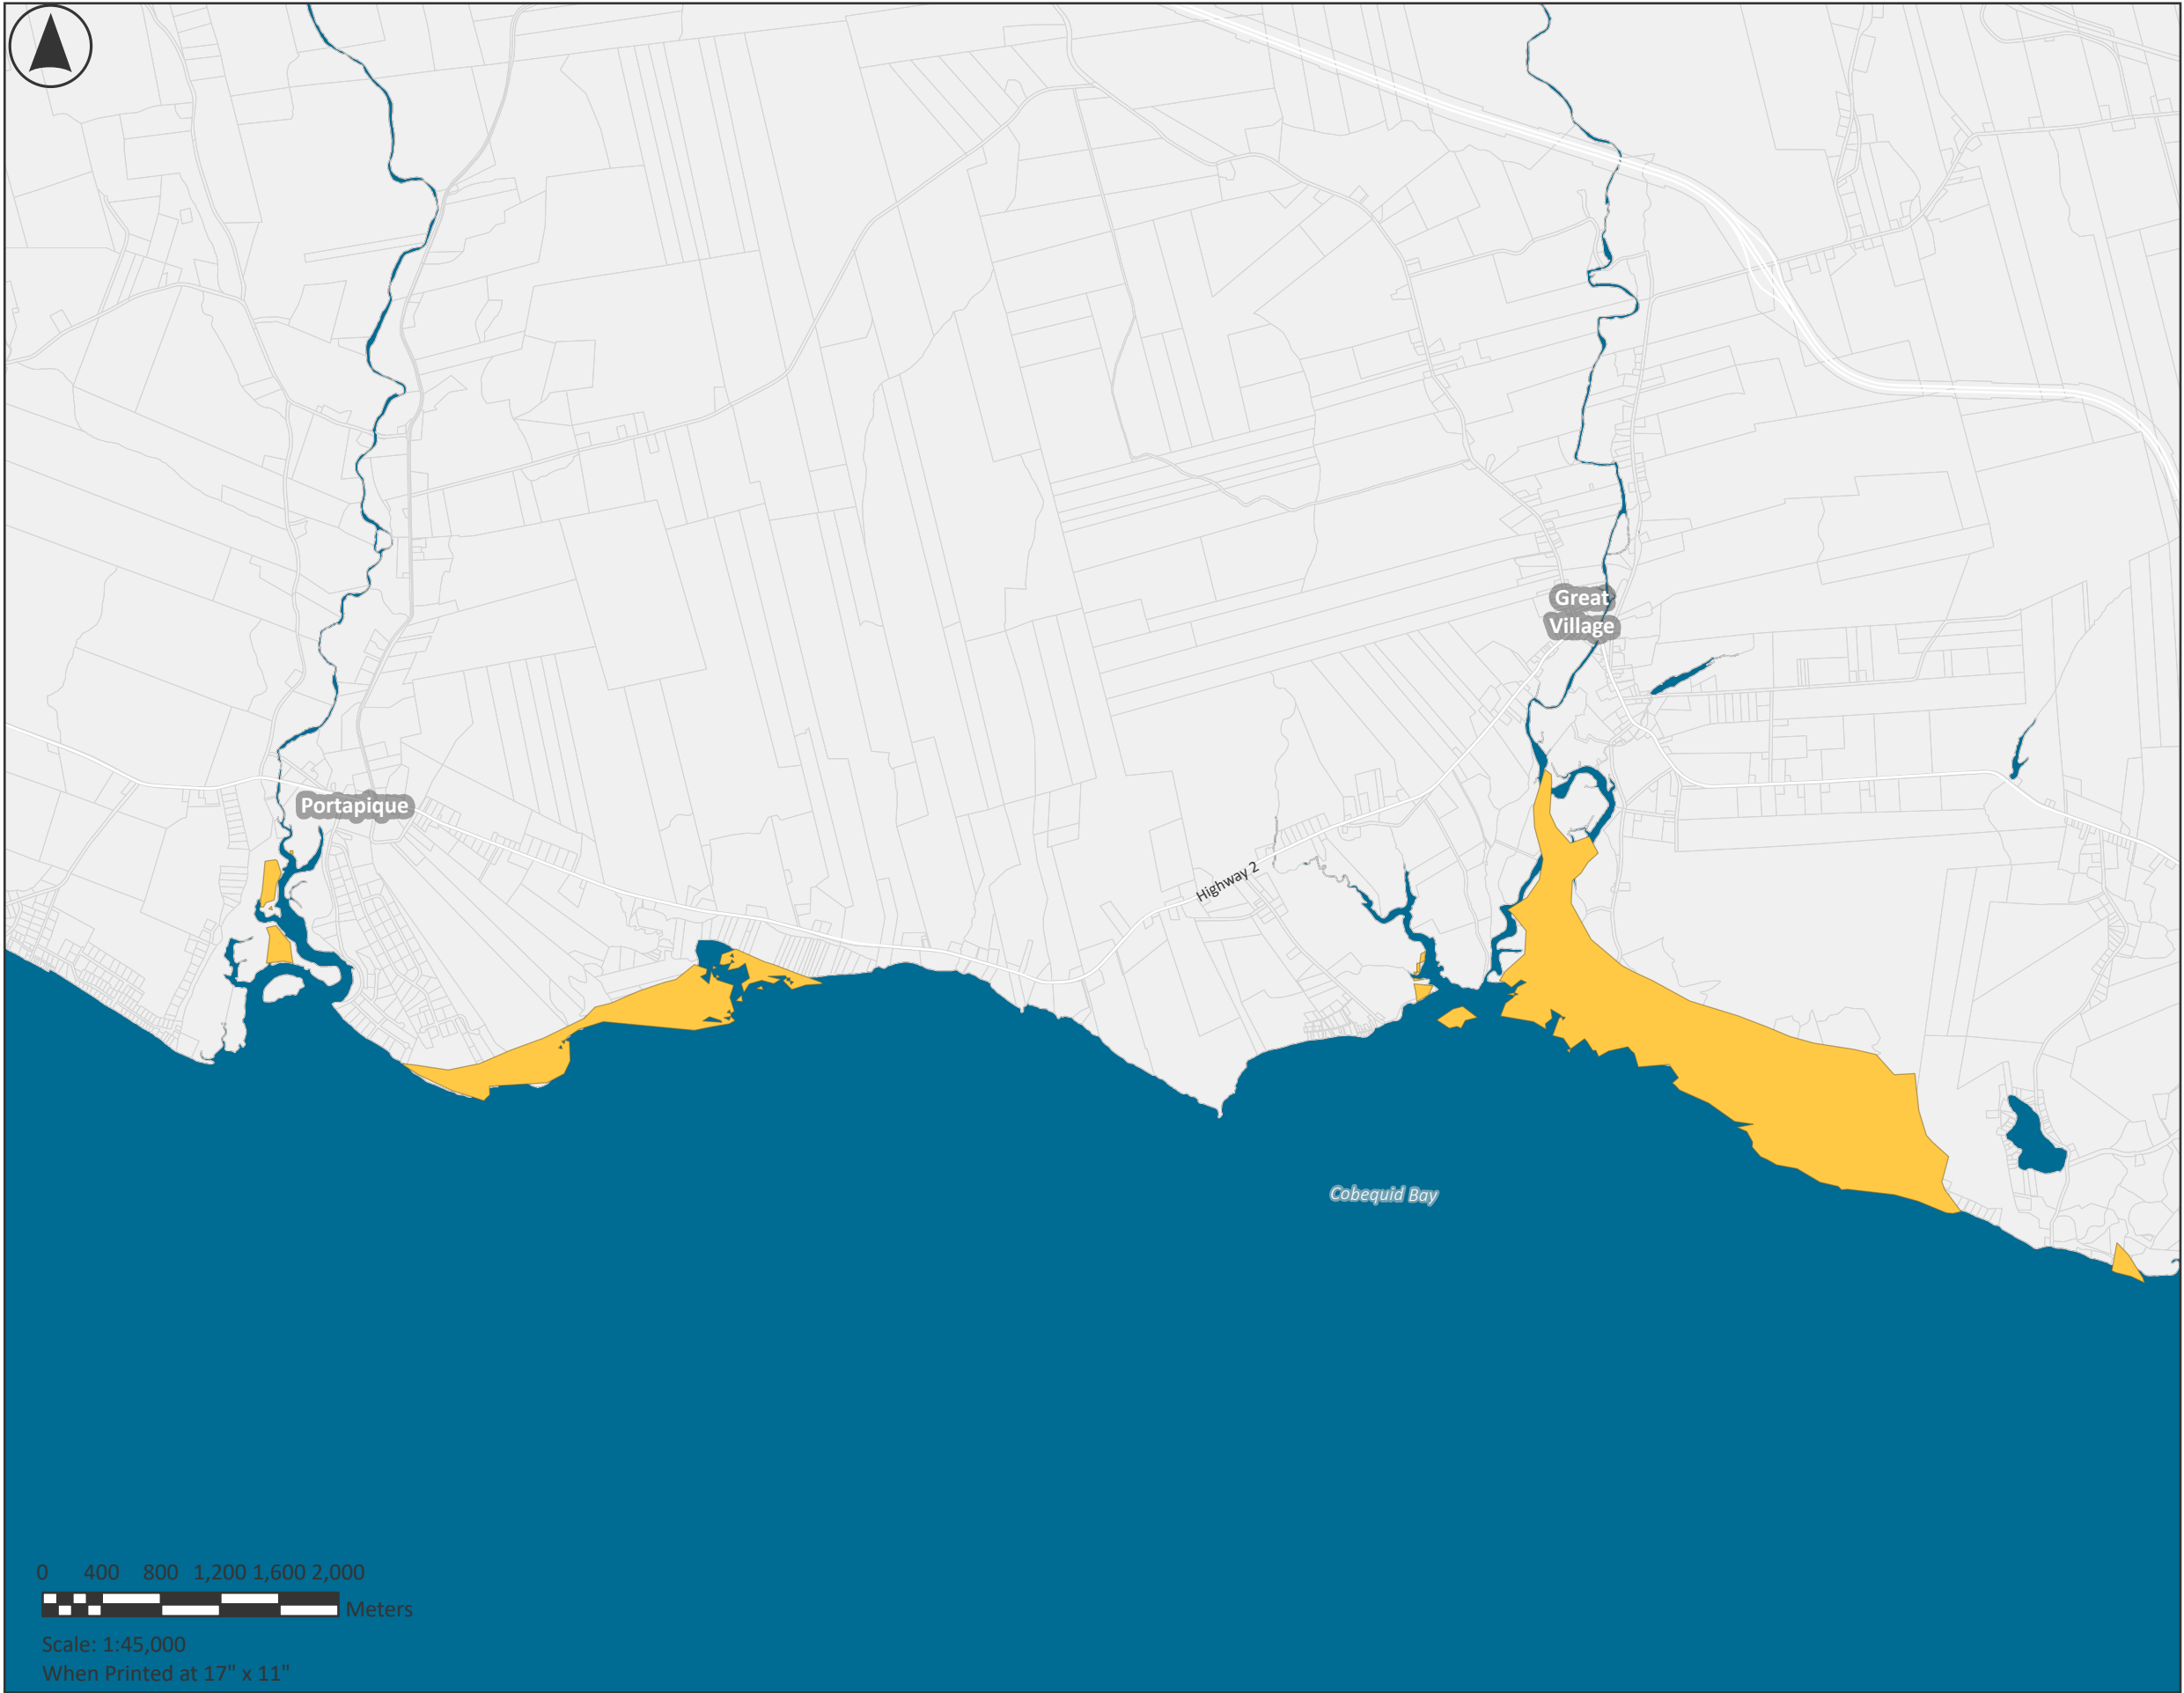 Great
Village
Portapique
Highway 2
Cobequid Bay
0 400 800 1,200 1,600 2,000
Meters
Scale: 1:45,000
When Printed at 17" x 11"